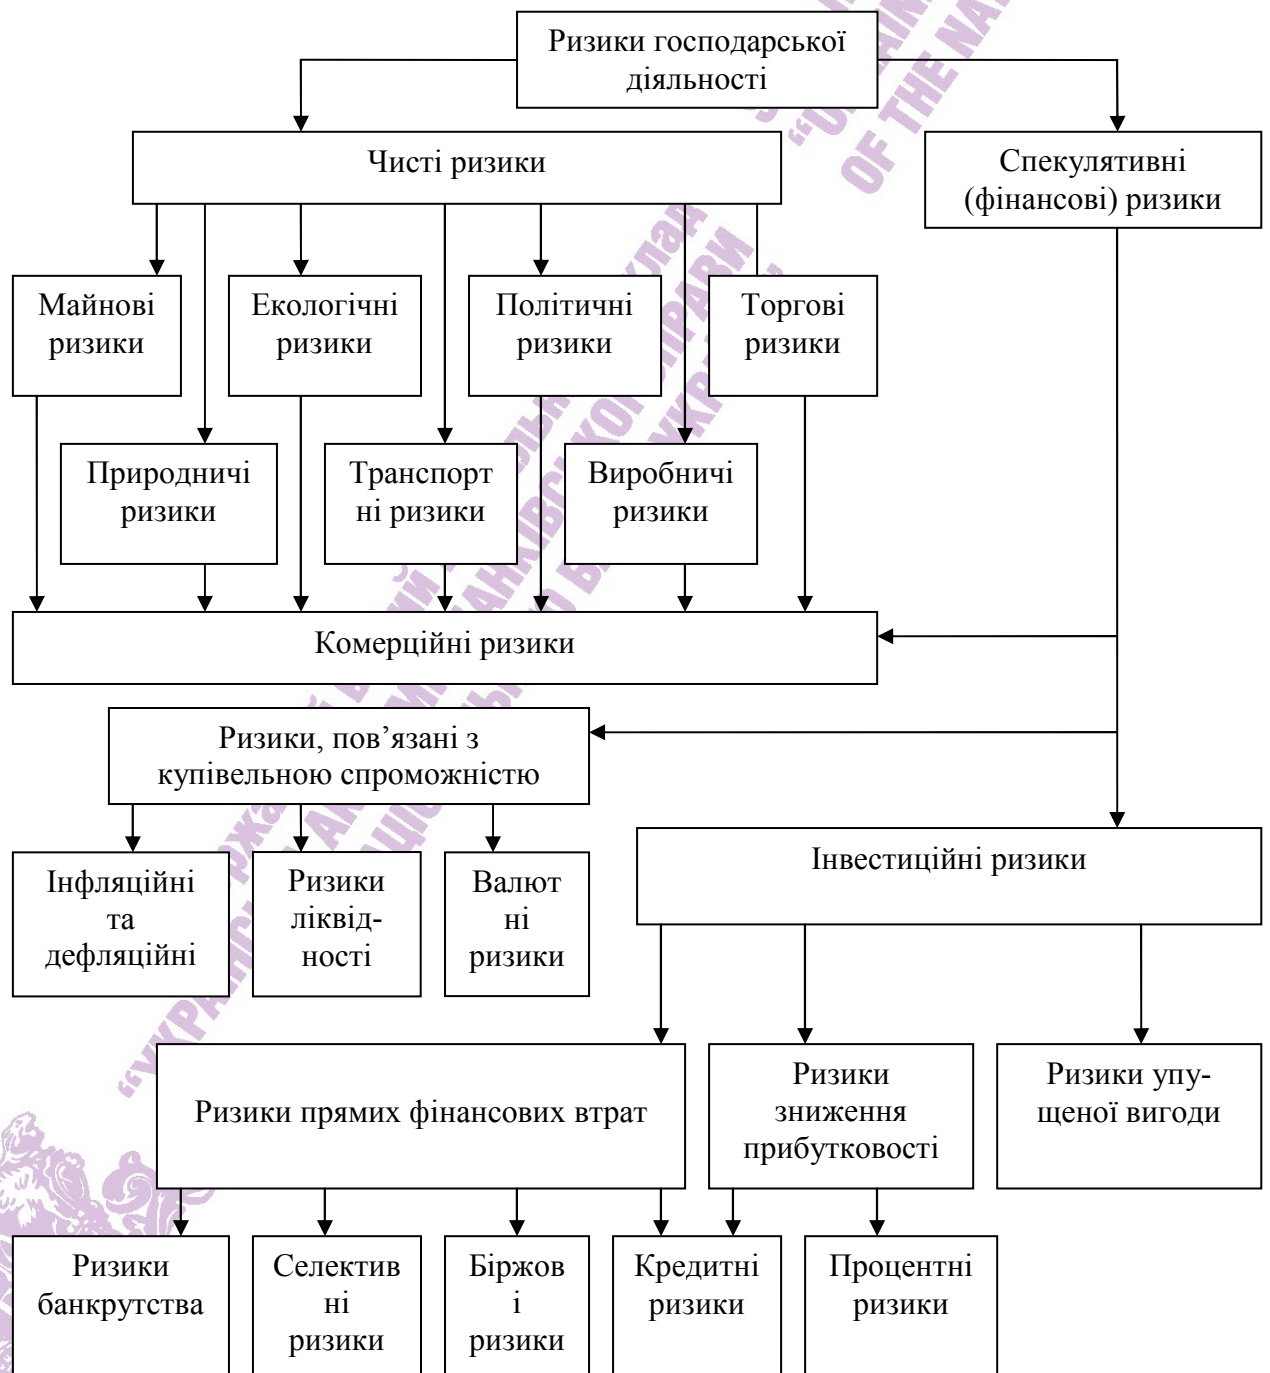 Ризики господарської
діяльності
Чисті ризики
Спекулятивні
(фінансові) ризики
Майнові
ризики
Екологічні
ризики
Політичні
ризики
Торгові
ризики
Природничі
ризики
Транспорт
ні ризики
Виробничі
ризики
Комерційні ризики
Ризики, пов’язані з
купівельною спроможністю
Інвестиційні ризики
Інфляційні
та
дефляційні
Ризики
ліквід-
ності
Валют
ні
ризики
Ризики прямих фінансових втрат
Ризики
зниження
прибутковості
Ризики упу-
щеної вигоди
Ризики
банкрутства
Селектив
ні
ризики
Біржов
і
ризики
Кредитні
ризики
Процентні
ризики
OF THE